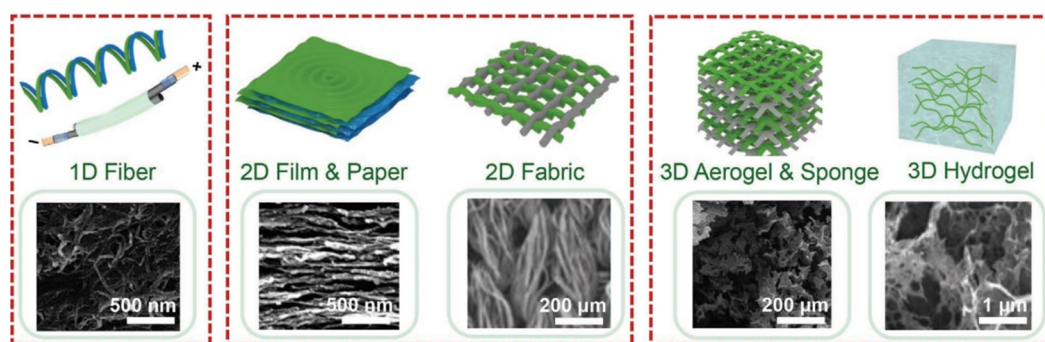 +
-
1D Fiber
2D Film & Paper
2D Fabric
3D Aerogel & Sponge
3D Hydrogel
500 nm
500 nm
200 μm
200 μm
1 μm